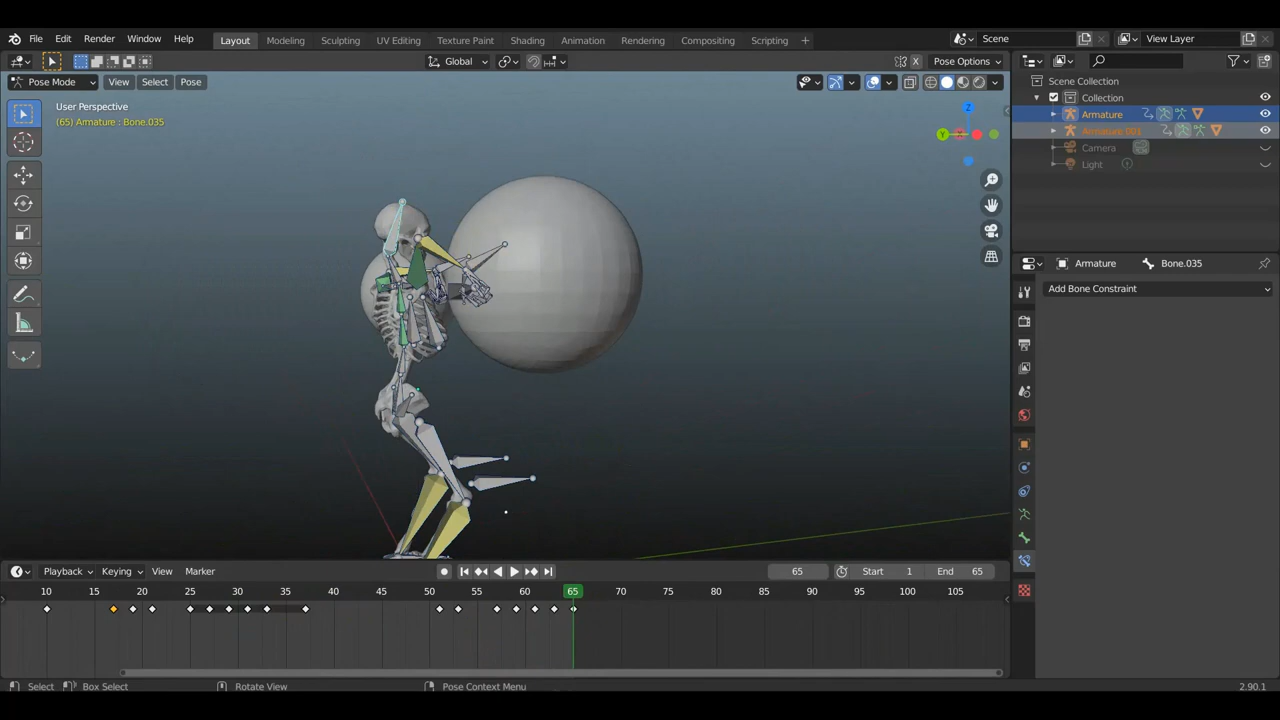 File Edit Render Window Help Layout Modeling Sculpting UV Editing Texture Paint Shading Animation Rendering Compositing Scripting + Scene View Layer
Global X Pose Options
Pose Mode View Select Pose
Scene Collection
Collection
Armature
Armature.001
Camera
Light
User Perspective
(65) Armature : Bone.035
Z
Y
Armature Bone.035
Add Bone Constraint
Playback Keying View Marker 65 Start 1 End 65
10 15 20 25 30 35 40 45 50 55 60 65 70 75 80 85 90 95 100 105
Select Box Select Rotate View Pose Context Menu 2.90.1